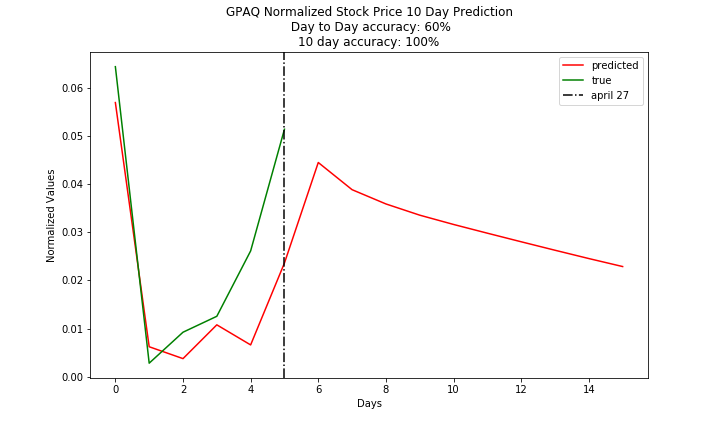 GPAQ Normalized Stock Price 10 Day Prediction
Day to Day accuracy: 60%
10 day accuracy: 100%
predicted
true
april 27
Normalized Values
0.06
0.05
0.04
0.03
0.02
0.01
0.00
0 2 4 6 8 10 12 14
Days